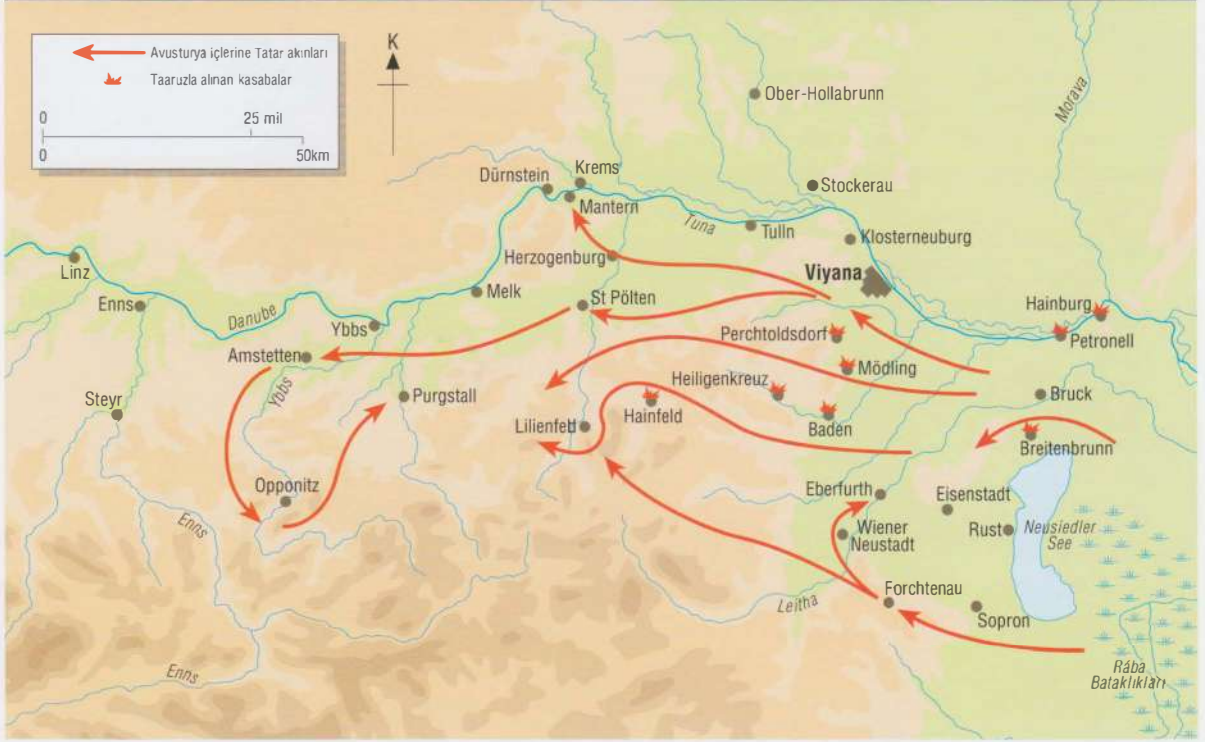 Avusturya içlerine Tatar akınları
Taaruzla alınan kasabalar
0
25 mil
0
50km
K
Ober-Hollabrunn
Morava
Dürnstein
Krems
Mantern
Stockerau
Tuna
Tulln
Klosterneuburg
Linz
Herzogenburg
Viyana
Enns
Danube
Melk
St Pölten
Hainburg
Ybbs
Perchtoldsdorf
Petronell
Amstetten
Ybbs
Mödling
Steyr
Purgstall
Heiligenkreuz
Bruck
Lilienfeld
Hainfeld
Baden
Breitenbrunn
Opponitz
Eberfurth
Eisenstadt
Enns
Wiener
Neustadt
Rust
Neusiedler
See
Leitha
Forchtenau
Sopron
Enns
Rába
Bataklıkları